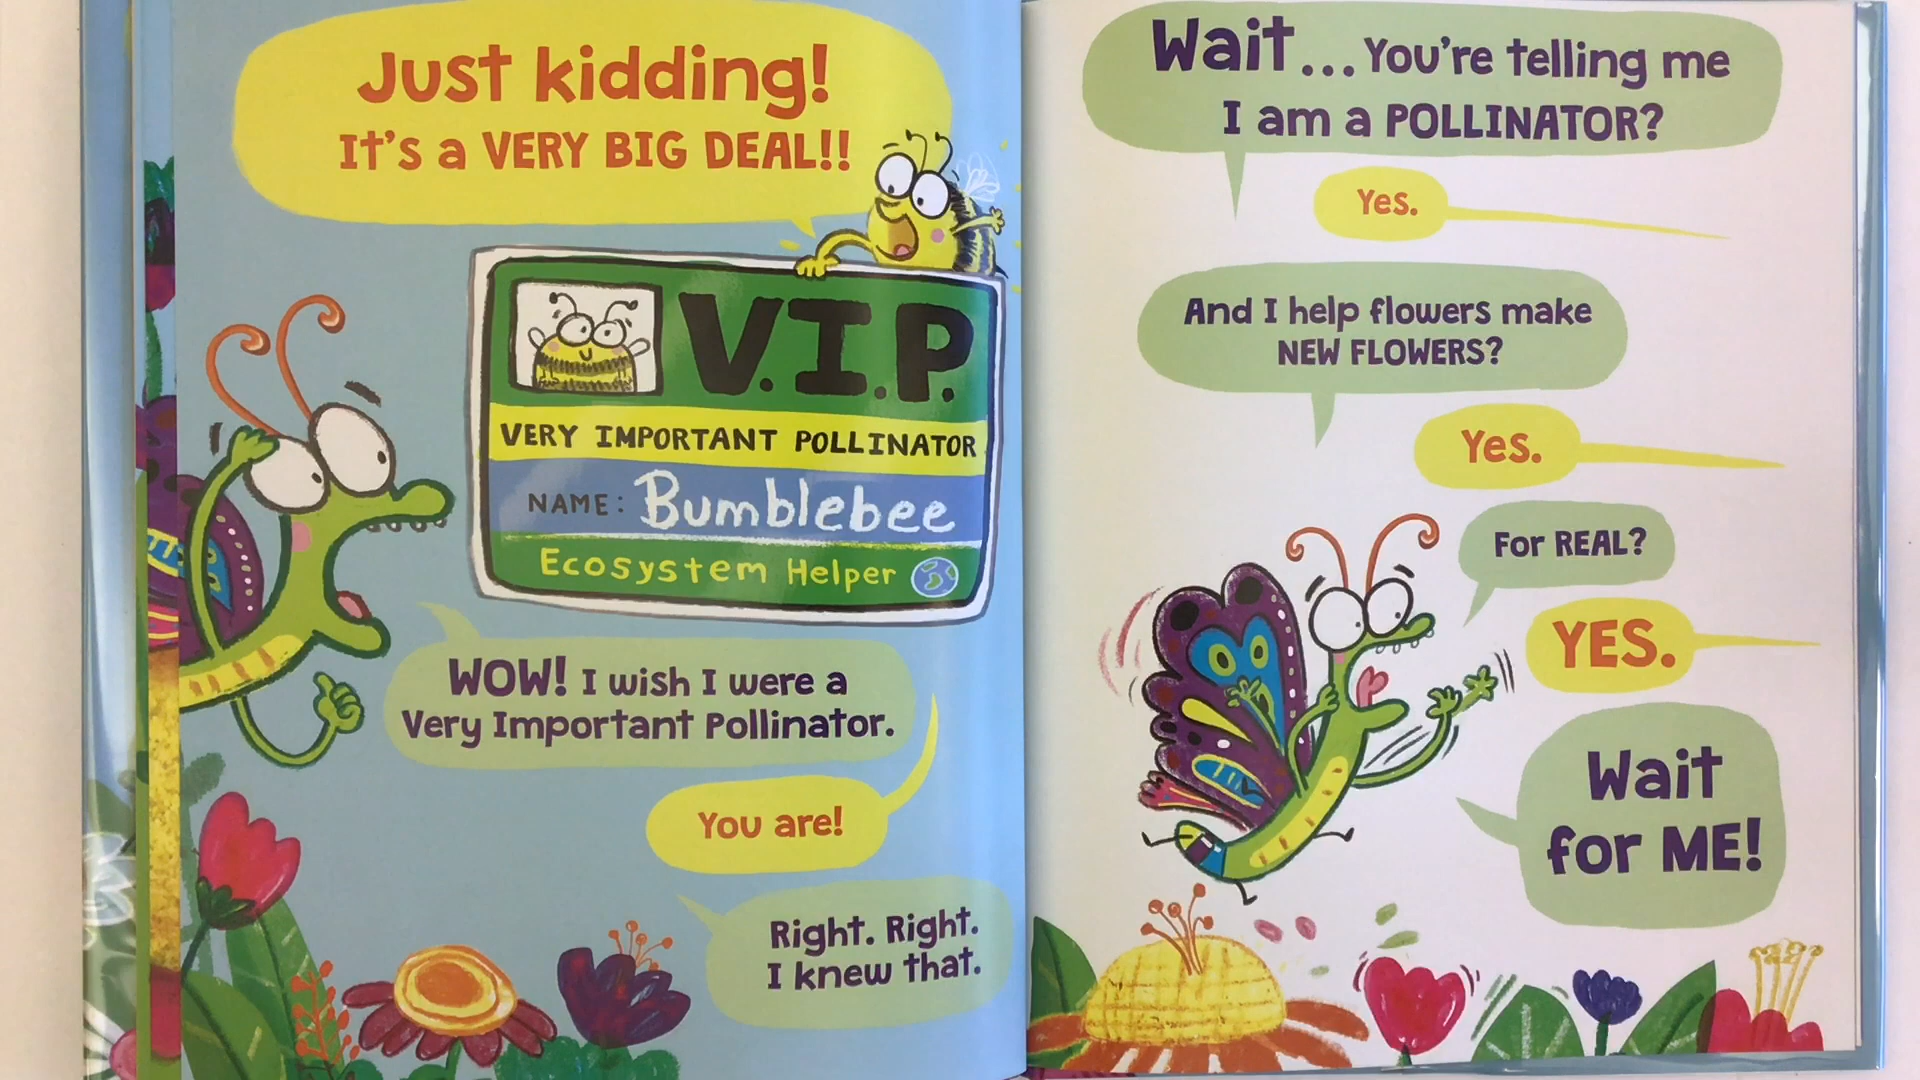 Just kidding!
It's a VERY BIG DEAL!!
V.I.P.
VERY IMPORTANT POLLINATOR
NAME: Bumblebee
Ecosystem Helper
WOW! I wish I were a
Very Important Pollinator.
You are!
Right. Right.
I knew that.
Wait... You're telling me
I am a POLLINATOR?
Yes.
And I help flowers make
NEW FLOWERS?
Yes.
For REAL?
YES.
Wait
for ME!